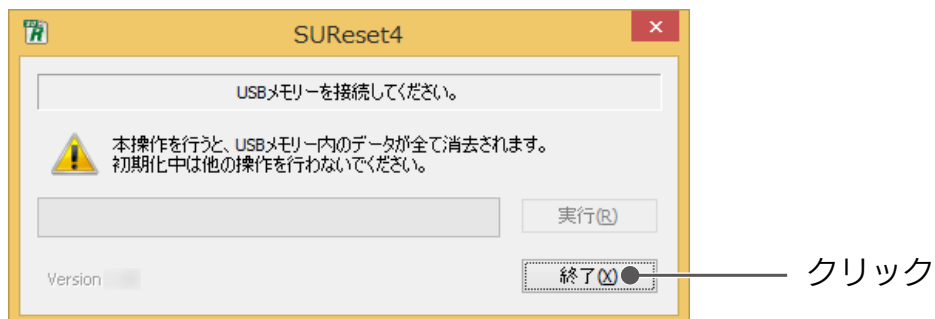 SUReset4
USBメモリーを接続してください。
本操作を行うと、USBメモリー内のデータが全て消去されます。
初期化中は他の操作を行わないでください。
実行(R)
Version
終了(X)
クリック